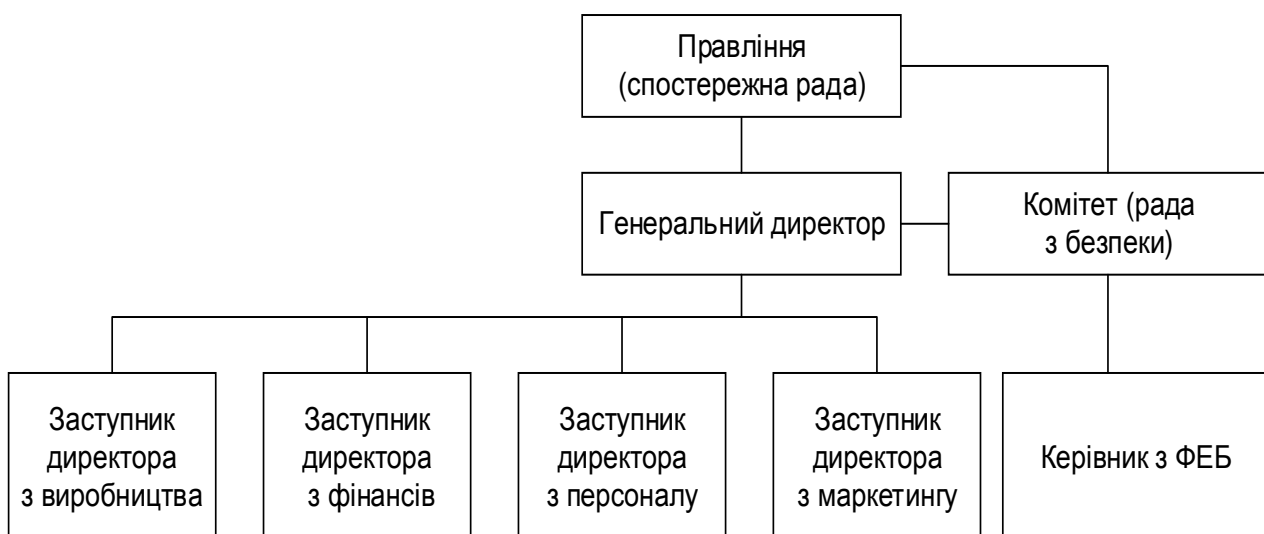 Правління
(спостережна рада)
Генеральний директор
Комітет (рада
з безпеки)
Заступник
директора
з виробництва
Заступник
директора
з фінансів
Заступник
директора
з персоналу
Заступник
директора
з маркетингу
Керівник з ФЕБ